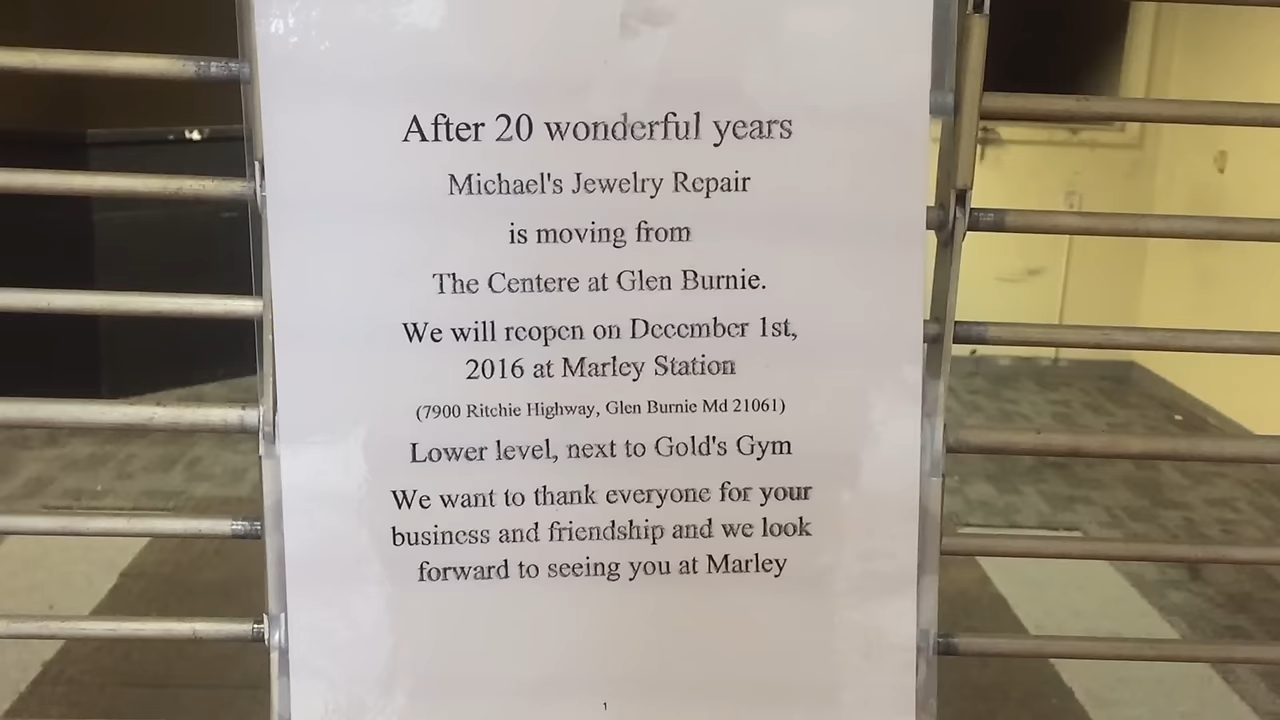 After 20 wonderful years
Michael's Jewelry Repair
is moving from
The Centere at Glen Burnie.
We will reopen on December 1st,
2016 at Marley Station
(7900 Ritchie Highway, Glen Burnie Md 21061)
Lower level, next to Gold's Gym
We want to thank everyone for your
business and friendship and we look
forward to seeing you at Marley
1